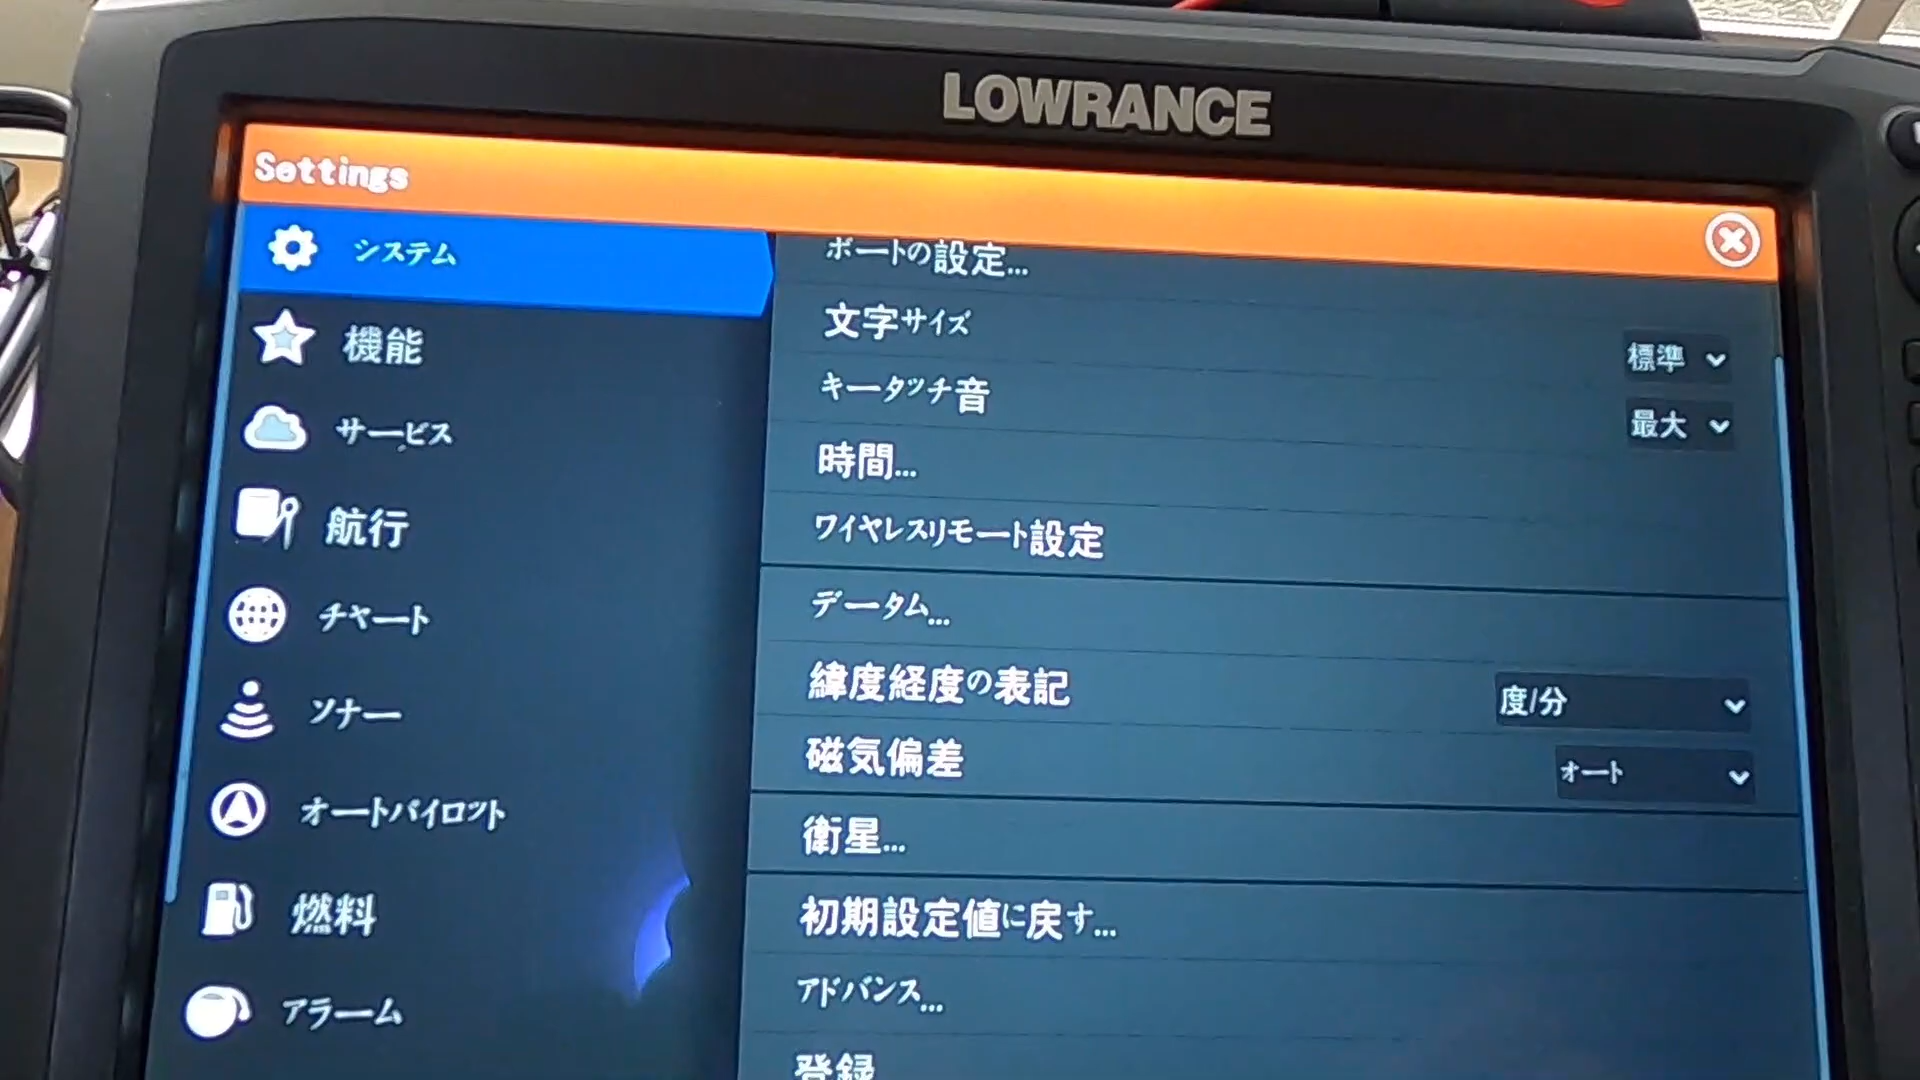 LOWRANCE
Settings
システム
機能
サービス
航行
チャート
ソナー
オートパイロット
燃料
アラーム
ボートの設定...
文字サイズ 標準
キータッチ音 最大
時間...
ワイヤレスリモート設定
データム...
緯度経度の表記 度/分
磁気偏差 オート
衛星...
初期設定値に戻す...
アドバンス...
登録